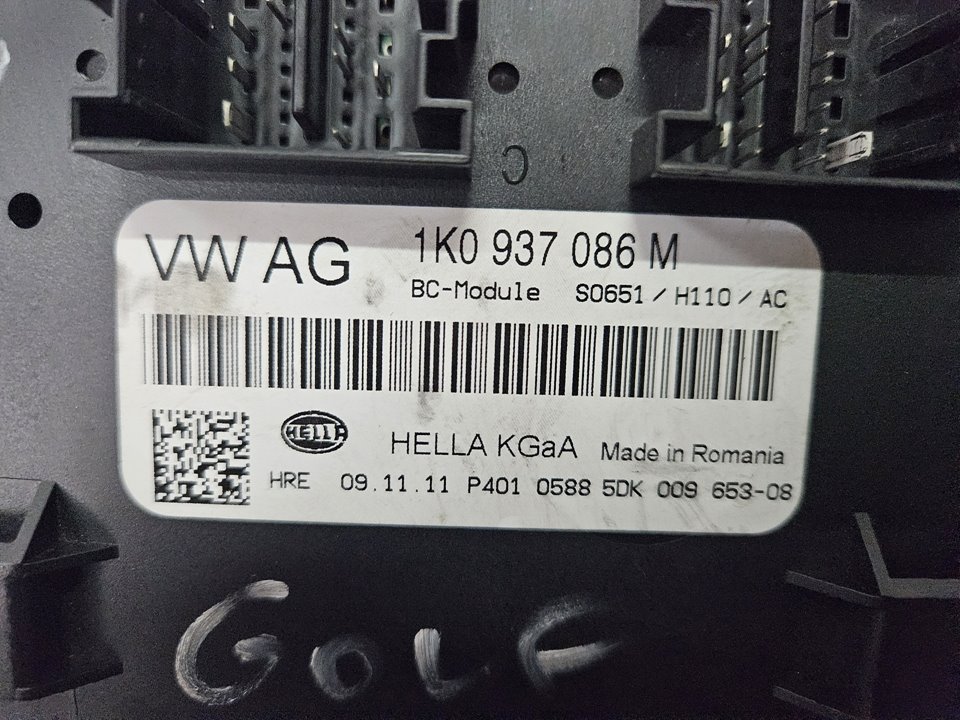 C
VW AG 1K0 937 086 M
BC-Module S0651 / H110 / AC
HELLA HELLA KGaA Made in Romania
HRE 09.11.11 P401 0588 5DK 009 653-08
GOLF